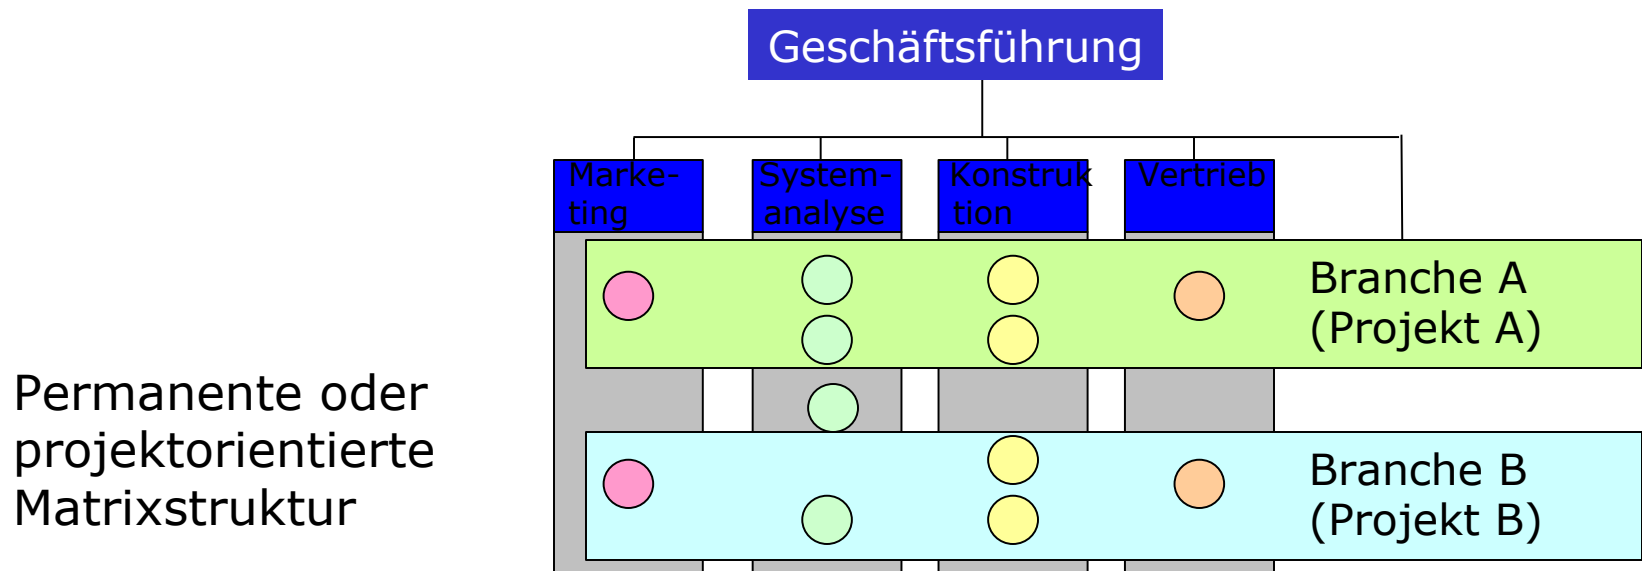 Geschäftsführung
Marke-
ting
System-
analyse
Konstruk
tion
Vertrieb
Branche A
(Projekt A)
Permanente oder
projektorientierte
Matrixstruktur
Branche B
(Projekt B)